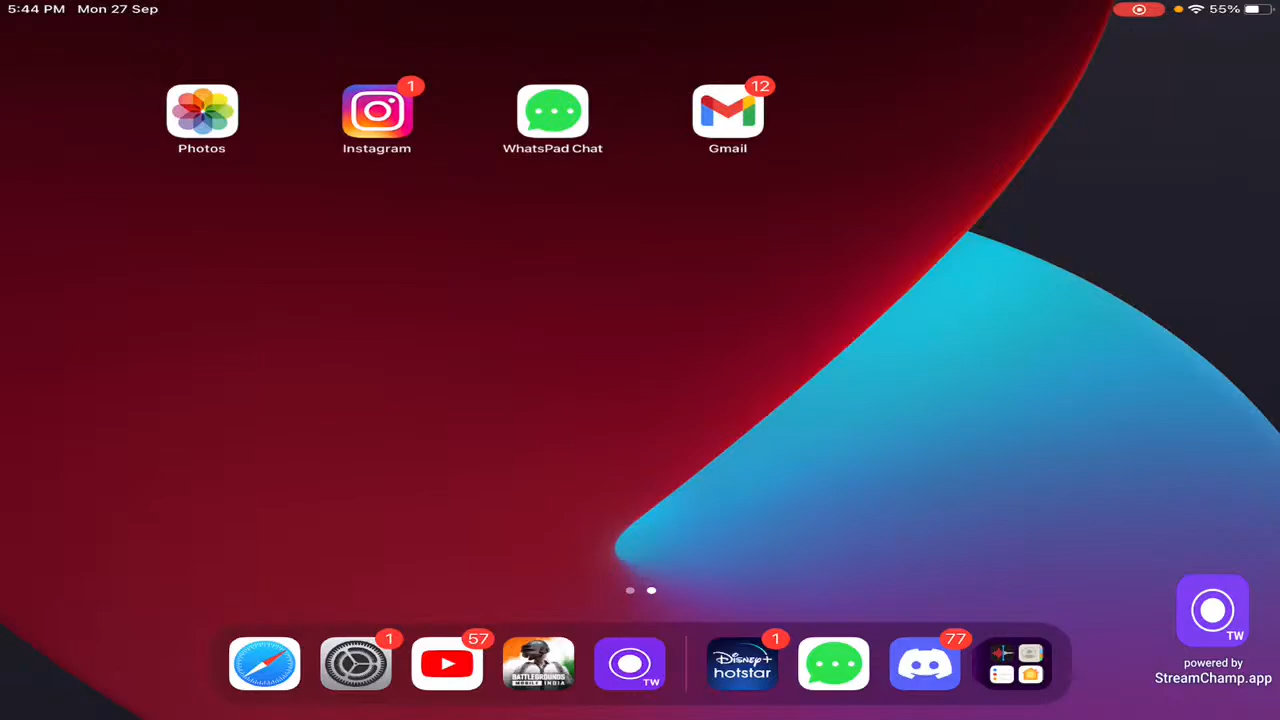 5:44 PM Mon 27 Sep
55%
1
12
Photos
Instagram
WhatsPad Chat
Gmail
1
57
1
77
BATTLEGROUNDS
MOBILE INDIA
TW
Disney+
hotstar
TW
powered by
StreamChamp.app